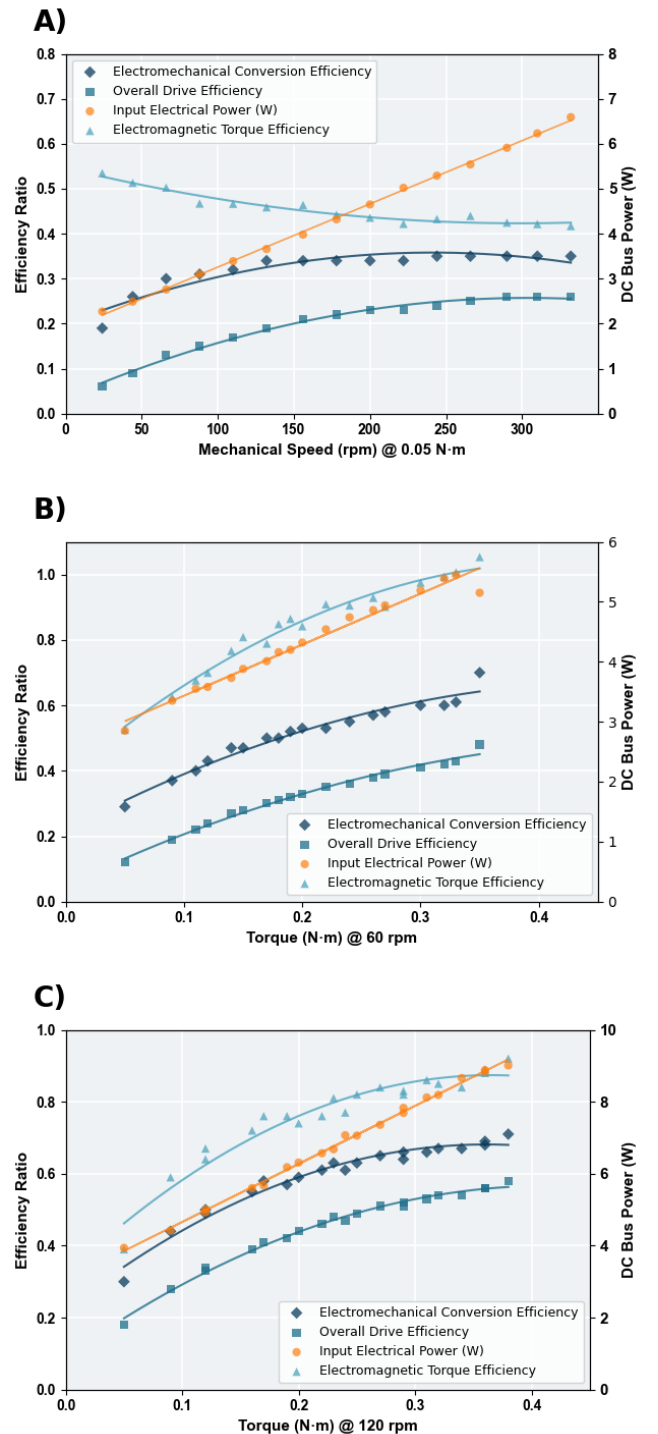 A)
Electromechanical Conversion Efficiency
Overall Drive Efficiency
Input Electrical Power (W)
Electromagnetic Torque Efficiency
Efficiency Ratio
0.8
0.7
0.6
0.5
0.4
0.3
0.2
0.1
0.0
DC Bus Power (W)
8
7
6
5
4
3
2
1
0
0 50 100 150 200 250 300
Mechanical Speed (rpm) @ 0.05 N·m
B)
Efficiency Ratio
1.0
0.8
0.6
0.4
0.2
0.0
DC Bus Power (W)
6
5
4
3
2
1
0
Electromechanical Conversion Efficiency
Overall Drive Efficiency
Input Electrical Power (W)
Electromagnetic Torque Efficiency
0.0 0.1 0.2 0.3 0.4
Torque (N·m) @ 60 rpm
C)
Efficiency Ratio
1.0
0.8
0.6
0.4
0.2
0.0
DC Bus Power (W)
10
8
6
4
2
0
Electromechanical Conversion Efficiency
Overall Drive Efficiency
Input Electrical Power (W)
Electromagnetic Torque Efficiency
0.0 0.1 0.2 0.3 0.4
Torque (N·m) @ 120 rpm